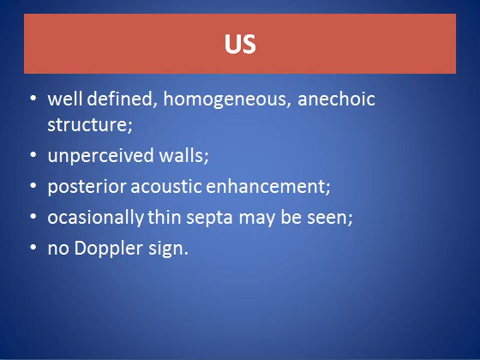 US
• well defined, homogeneous, anechoic
structure;
• unperceived walls;
• posterior acoustic enhancement;
• ocasionally thin septa may be seen;
• no Doppler sign.